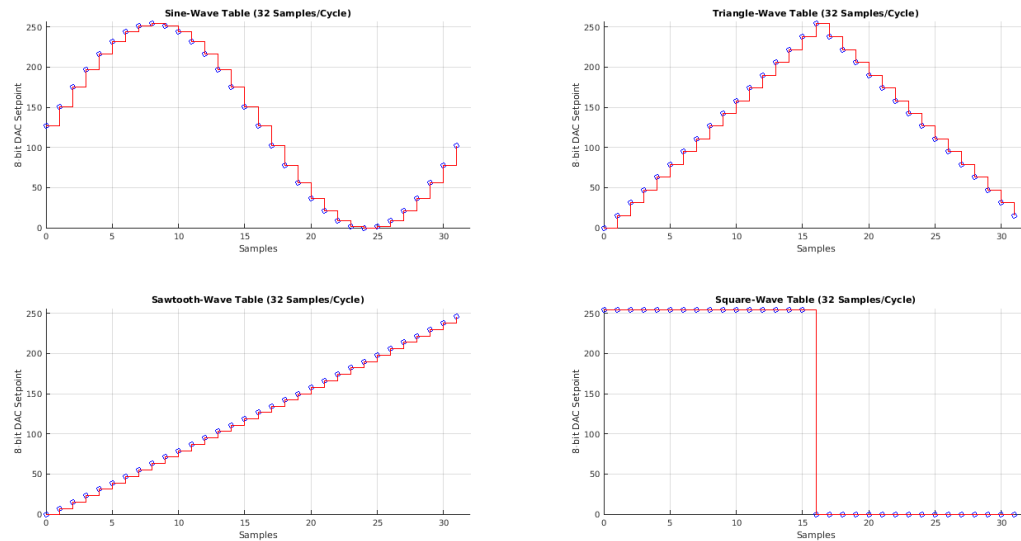 Sine-Wave Table (32 Samples/Cycle)
250
200
150
100
50
0
8 bit DAC Setpoint
0 5 10 15 20 25 30
Samples
Triangle-Wave Table (32 Samples/Cycle)
250
200
150
100
50
0
8 bit DAC Setpoint
0 5 10 15 20 25 30
Samples
Sawtooth-Wave Table (32 Samples/Cycle)
250
200
150
100
50
0
8 bit DAC Setpoint
0 5 10 15 20 25 30
Samples
Square-Wave Table (32 Samples/Cycle)
250
200
150
100
50
0
8 bit DAC Setpoint
0 5 10 15 20 25 30
Samples